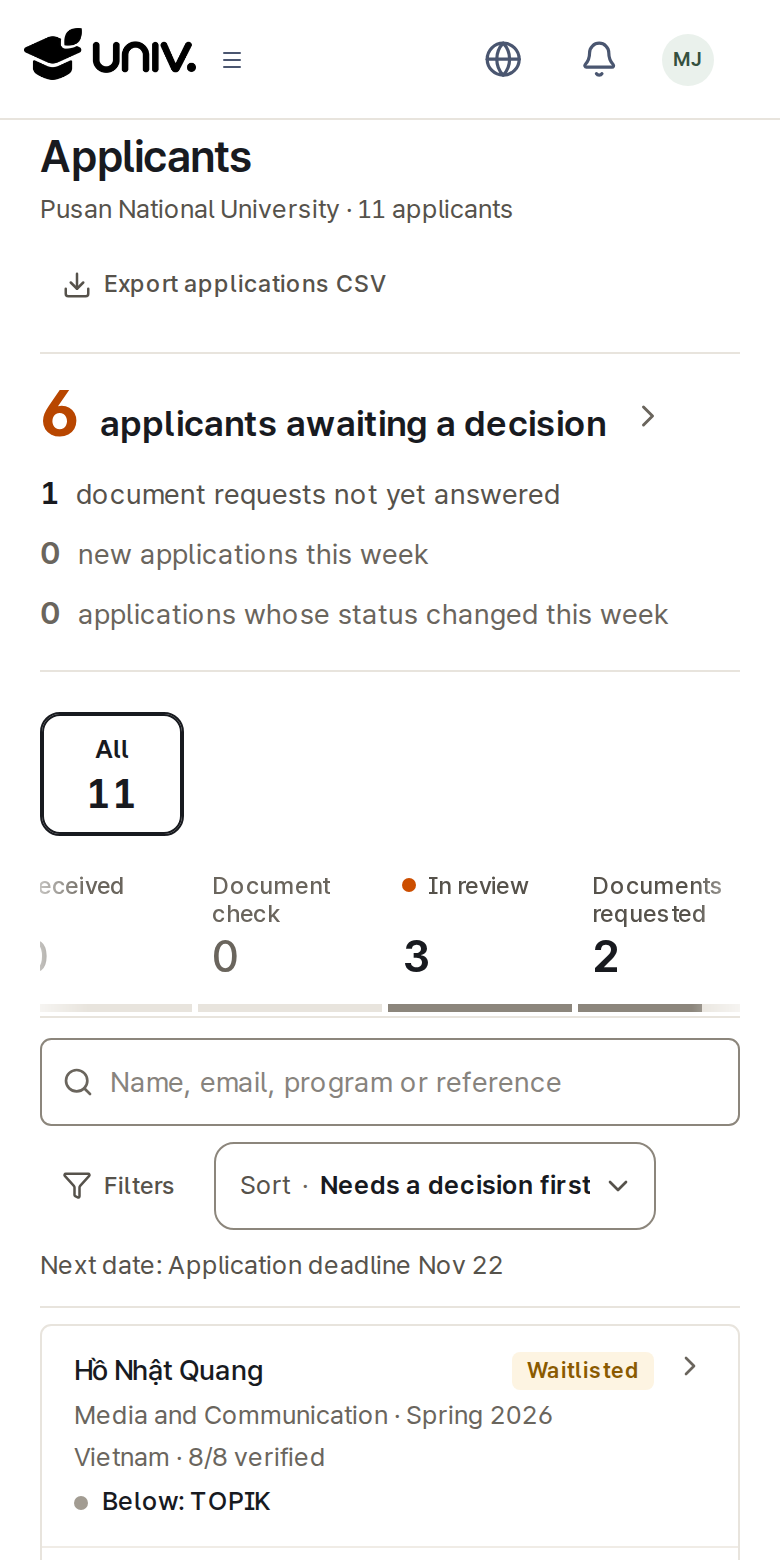 UNIV.
MJ
Applicants
Pusan National University · 11 applicants
Export applications CSV
6 applicants awaiting a decision
1 document requests not yet answered
0 new applications this week
0 applications whose status changed this week
All
11
eceived
Document
check
0
In review
3
Documents
requested
2
Name, email, program or reference
Filters
Sort · Needs a decision first
Next date: Application deadline Nov 22
Hồ Nhật Quang
Waitlisted
Media and Communication · Spring 2026
Vietnam · 8/8 verified
Below: TOPIK